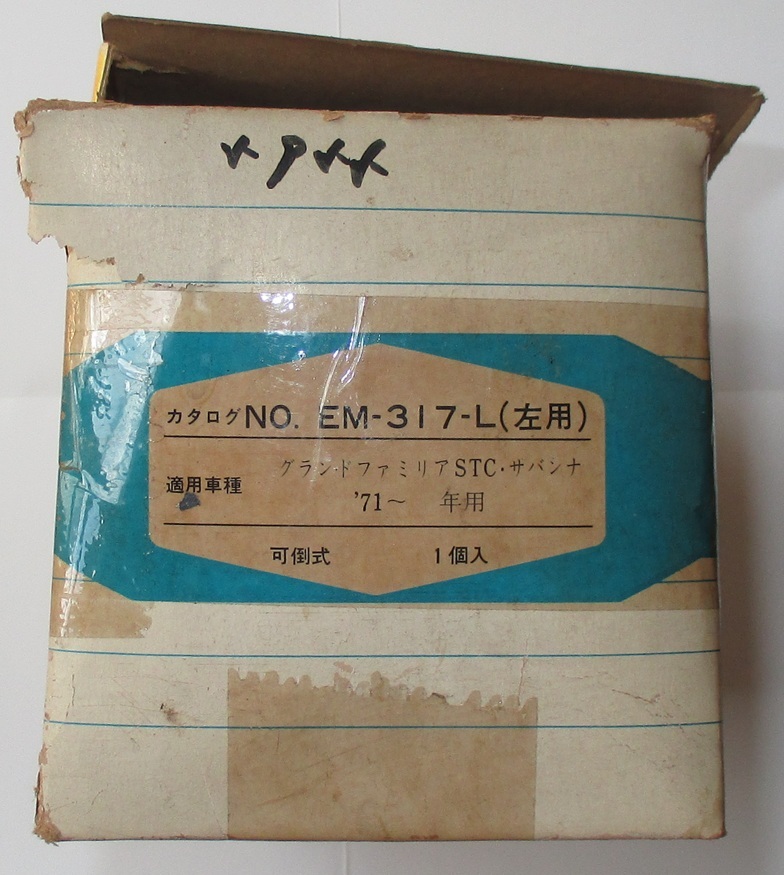 カタログNO. EM-317-L(左用)
適用車種 グランドファミリアSTC・サバンナ
'71～ 年用
可倒式 1個入